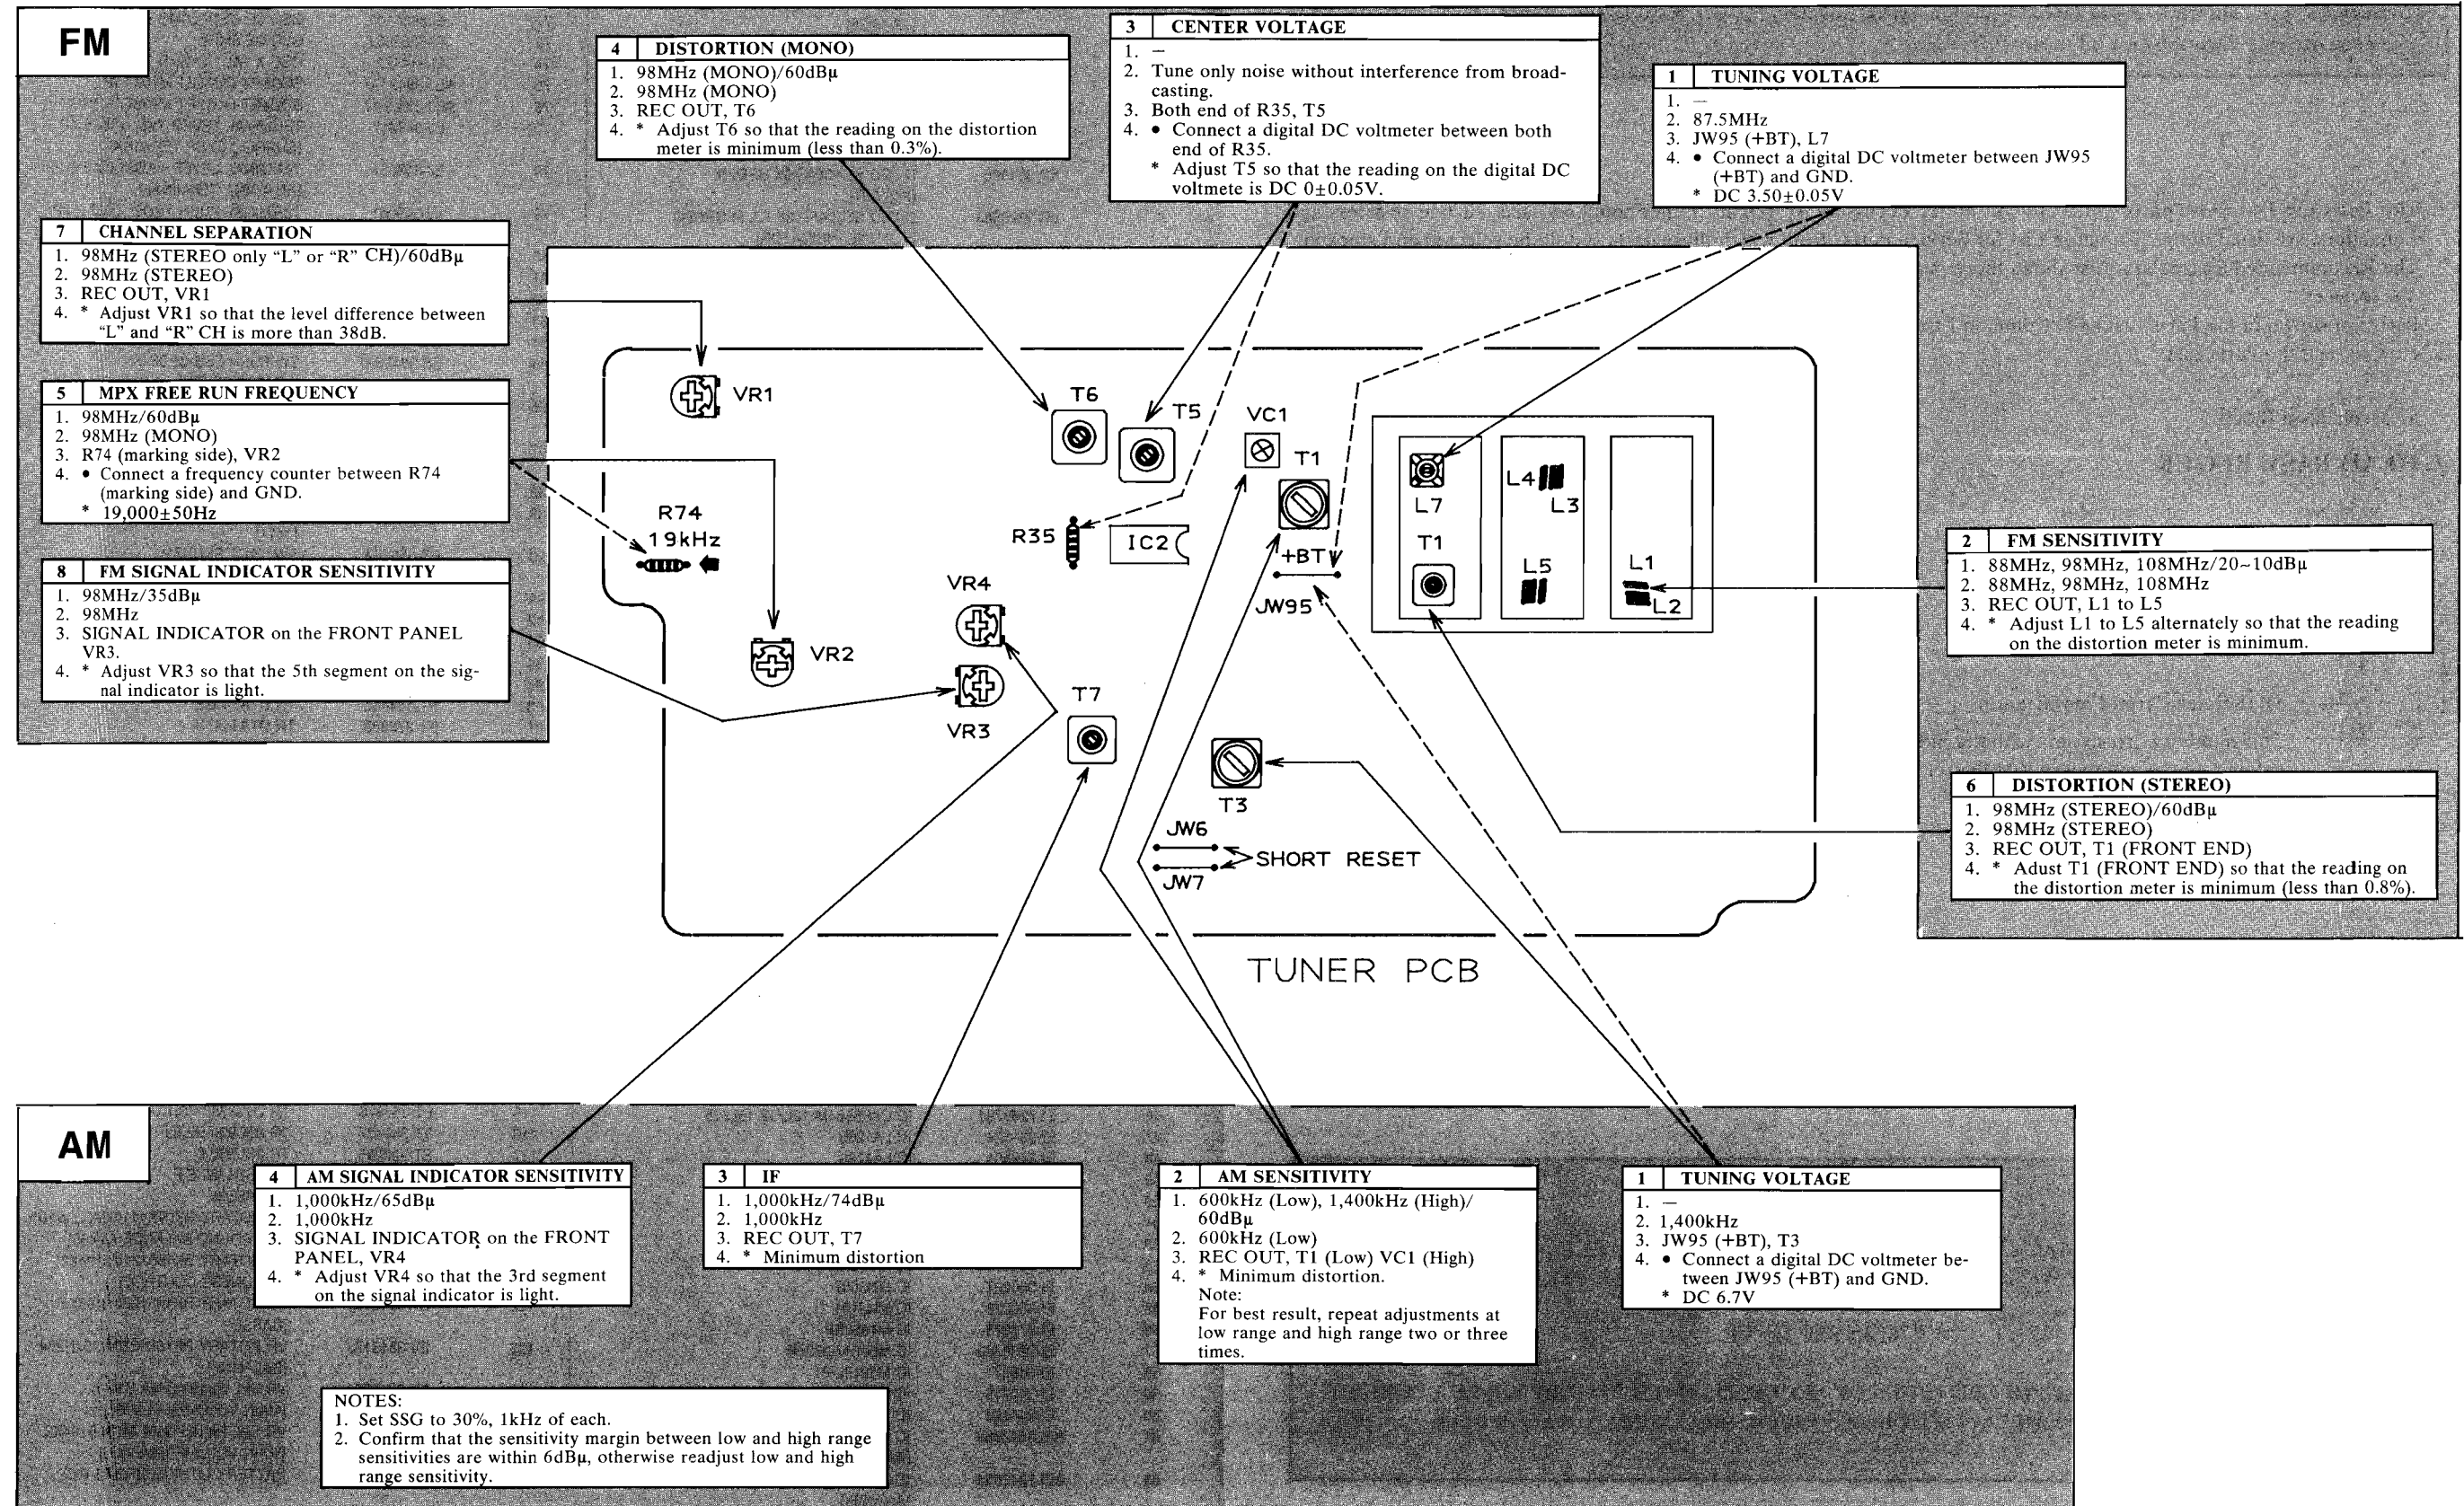 FM
4 DISTORTION (MONO)
1. 98MHz (MONO)/60dBµ
2. 98MHz (MONO)
3. REC OUT, T6
4. * Adjust T6 so that the reading on the distortion
meter is minimum (less than 0.3%).
3 CENTER VOLTAGE
1. —
2. Tune only noise without interference from broad-
casting.
3. Both end of R35, T5
4. • Connect a digital DC voltmeter between both
end of R35.
* Adjust T5 so that the reading on the digital DC
voltmete is DC 0±0.05V.
1 TUNING VOLTAGE
1. —
2. 87.5MHz
3. JW95 (+BT), L7
4. • Connect a digital DC voltmeter between JW95
(+BT) and GND.
* DC 3.50±0.05V
7 CHANNEL SEPARATION
1. 98MHz (STEREO only “L” or “R” CH)/60dBµ
2. 98MHz (STEREO)
3. REC OUT, VR1
4. * Adjust VR1 so that the level difference between
“L” and “R” CH is more than 38dB.
5 MPX FREE RUN FREQUENCY
1. 98MHz/60dBµ
2. 98MHz (MONO)
3. R74 (marking side), VR2
4. • Connect a frequency counter between R74
(marking side) and GND.
* 19,000±50Hz
8 FM SIGNAL INDICATOR SENSITIVITY
1. 98MHz/35dBµ
2. 98MHz
3. SIGNAL INDICATOR on the FRONT PANEL
VR3.
4. * Adjust VR3 so that the 5th segment on the sig-
nal indicator is light.
VR1
T6
T5
VC1
T1
L7
L4
L3
R74
19kHz
R35
IC2
+BT
JW95
T1
L5
L1
L2
VR4
VR2
VR3
T7
T3
JW6
SHORT RESET
JW7
TUNER PCB
2 FM SENSITIVITY
1. 88MHz, 98MHz, 108MHz/20~10dBµ
2. 88MHz, 98MHz, 108MHz
3. REC OUT, L1 to L5
4. * Adjust L1 to L5 alternately so that the reading
on the distortion meter is minimum.
6 DISTORTION (STEREO)
1. 98MHz (STEREO)/60dBµ
2. 98MHz (STEREO)
3. REC OUT, T1 (FRONT END)
4. * Adust T1 (FRONT END) so that the reading on
the distortion meter is minimum (less than 0.8%).
AM
4 AM SIGNAL INDICATOR SENSITIVITY
1. 1,000kHz/65dBµ
2. 1,000kHz
3. SIGNAL INDICATOR on the FRONT
PANEL, VR4
4. * Adjust VR4 so that the 3rd segment
on the signal indicator is light.
3 IF
1. 1,000kHz/74dBµ
2. 1,000kHz
3. REC OUT, T7
4. * Minimum distortion
2 AM SENSITIVITY
1. 600kHz (Low), 1,400kHz (High)/
60dBµ
2. 600kHz (Low)
3. REC OUT, T1 (Low) VC1 (High)
4. * Minimum distortion.
Note:
For best result, repeat adjustments at
low range and high range two or three
times.
1 TUNING VOLTAGE
1. —
2. 1,400kHz
3. JW95 (+BT), T3
4. • Connect a digital DC voltmeter be-
tween JW95 (+BT) and GND.
* DC 6.7V
NOTES:
1. Set SSG to 30%, 1kHz of each.
2. Confirm that the sensitivity margin between low and high range
sensitivities are within 6dBµ, otherwise readjust low and high
range sensitivity.